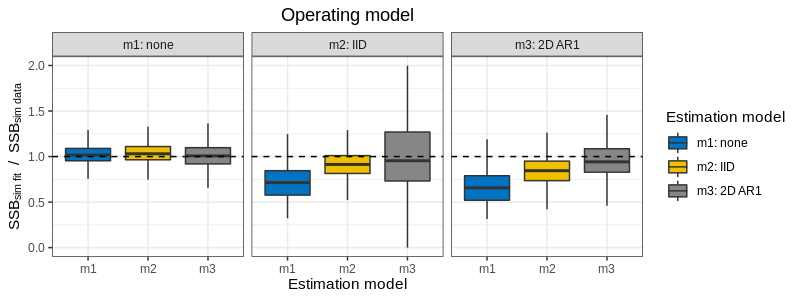 Operating model
m1: none
m2: IID
m3: 2D AR1
SSBsim fit / SSBsim data
2.0
1.5
1.0
0.5
0.0
m1 m2 m3
m1 m2 m3
m1 m2 m3
Estimation model
Estimation model
m1: none
m2: IID
m3: 2D AR1